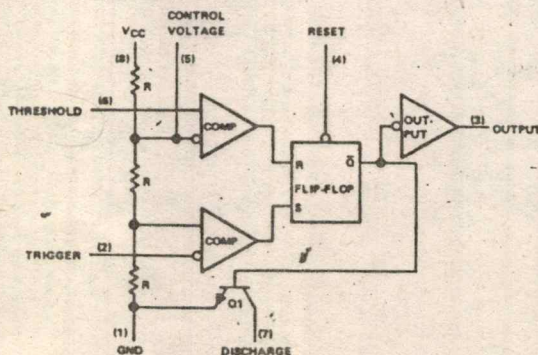 CONTROL
VOLTAGE
RESET
VCC
(8)
(5)
(4)
R
THRESHOLD
(6)
COMP
OUT-
PUT
(3)
OUTPUT
R
Q̅
FLIP-FLOP
S
R
COMP
TRIGGER
(2)
R
Q1
(1)
(7)
GND
DISCHARGE